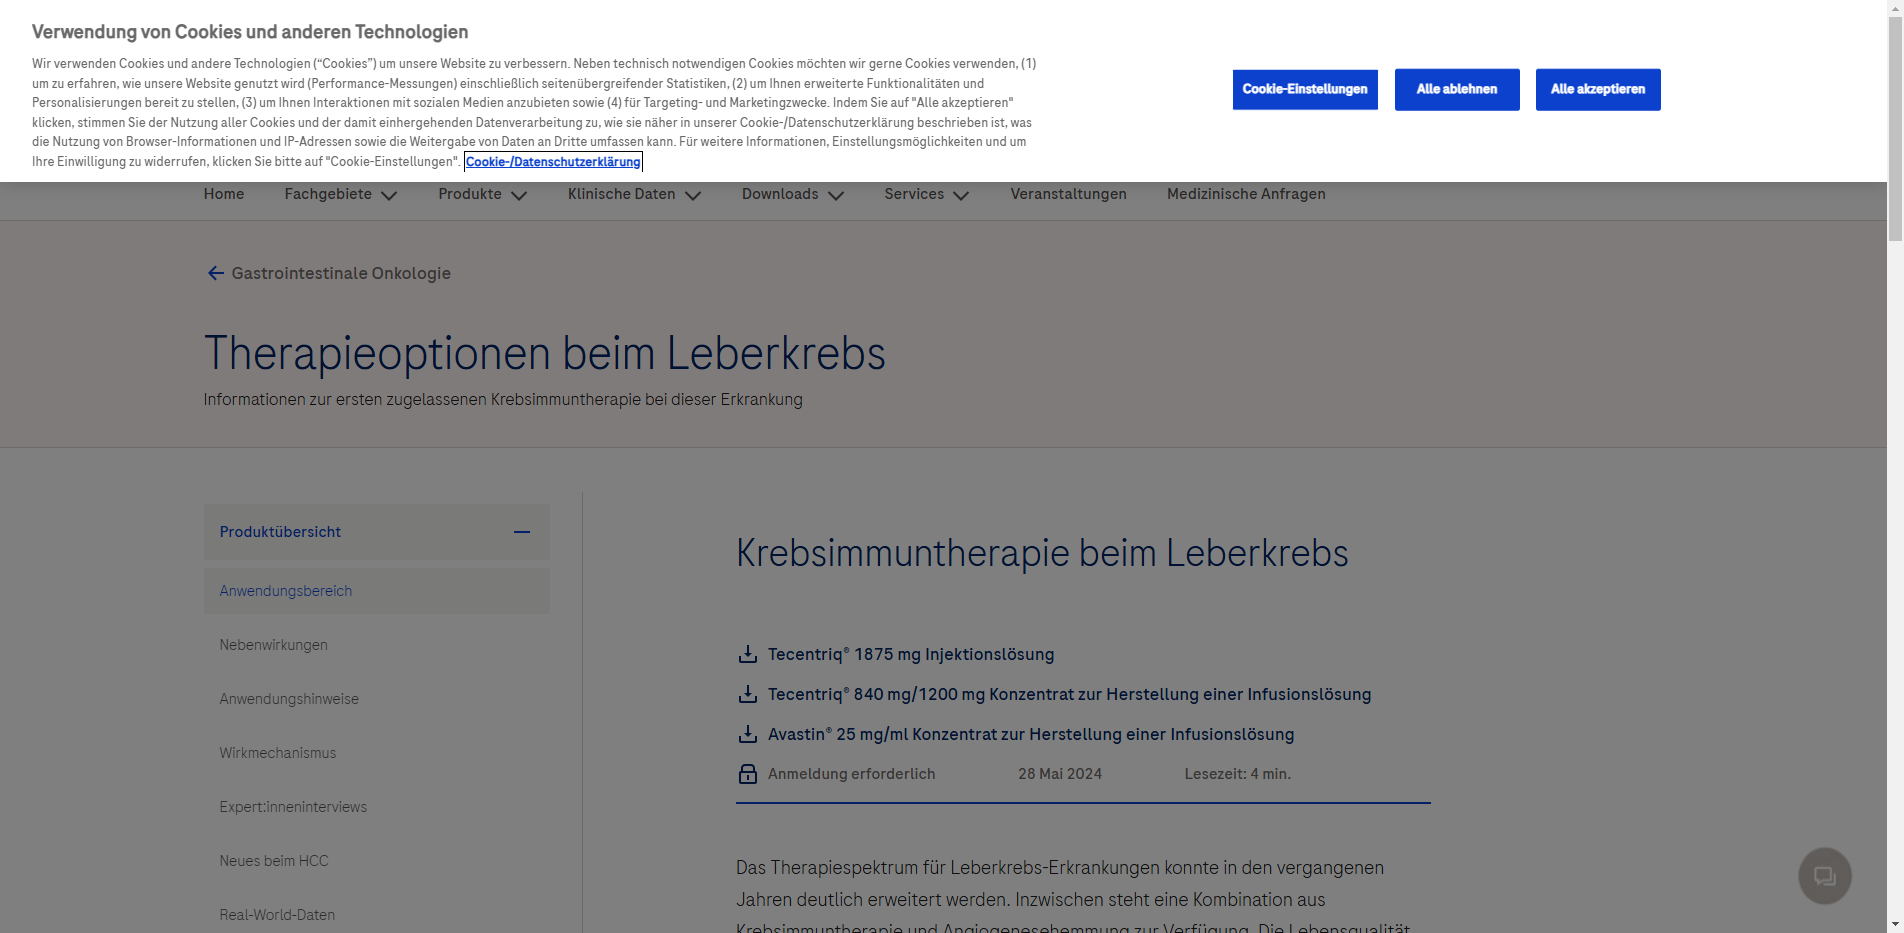 Verwendung von Cookies und anderen Technologien
Wir verwenden Cookies und andere Technologien (“Cookies”) um unsere Website zu verbessern. Neben technisch notwendigen Cookies möchten wir gerne Cookies verwenden, (1)
um zu erfahren, wie unsere Website genutzt wird (Performance-Messungen) einschließlich seitenübergreifender Statistiken, (2) um Ihnen erweiterte Funktionalitäten und
Personalisierungen bereit zu stellen, (3) um Ihnen Interaktionen mit sozialen Medien anzubieten sowie (4) für Targeting- und Marketingzwecke. Indem Sie auf "Alle akzeptieren"
klicken, stimmen Sie der Nutzung aller Cookies und der damit einhergehenden Datenverarbeitung zu, wie sie näher in unserer Cookie-/Datenschutzerklärung beschrieben ist, was
die Nutzung von Browser-Informationen und IP-Adressen sowie die Weitergabe von Daten an Dritte umfassen kann. Für weitere Informationen, Einstellungsmöglichkeiten und um
Ihre Einwilligung zu widerrufen, klicken Sie bitte auf "Cookie-Einstellungen". Cookie-/Datenschutzerklärung
Cookie-Einstellungen Alle ablehnen Alle akzeptieren
Home Fachgebiete Produkte Klinische Daten Downloads Services Veranstaltungen Medizinische Anfragen
Gastrointestinale Onkologie
Therapieoptionen beim Leberkrebs
Informationen zur ersten zugelassenen Krebsimmuntherapie bei dieser Erkrankung
Produktübersicht
Anwendungsbereich
Nebenwirkungen
Anwendungshinweise
Wirkmechanismus
Expert:inneninterviews
Neues beim HCC
Real-World-Daten
Krebsimmuntherapie beim Leberkrebs
Tecentriq® 1875 mg Injektionslösung
Tecentriq® 840 mg/1200 mg Konzentrat zur Herstellung einer Infusionslösung
Avastin® 25 mg/ml Konzentrat zur Herstellung einer Infusionslösung
Anmeldung erforderlich 28 Mai 2024 Lesezeit: 4 min.
Das Therapiespektrum für Leberkrebs-Erkrankungen konnte in den vergangenen
Jahren deutlich erweitert werden. Inzwischen steht eine Kombination aus
Krebsimmuntherapie und Angiogenesehemmung zur Verfügung. Die Lebensqualität